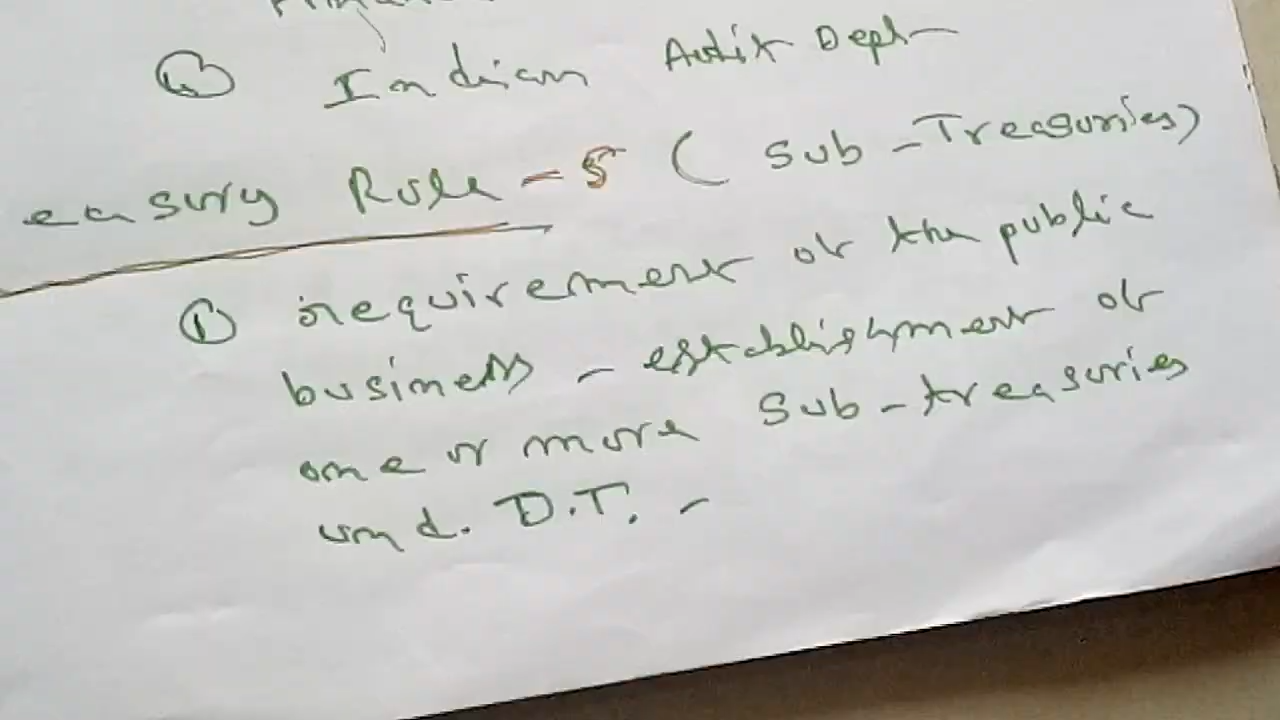 Indian Audit Dept
easury Rule - 5 (Sub-Treasuries)
① requirement of the public
business - establishment of
one or more Sub-treasuries
und. D.T. -